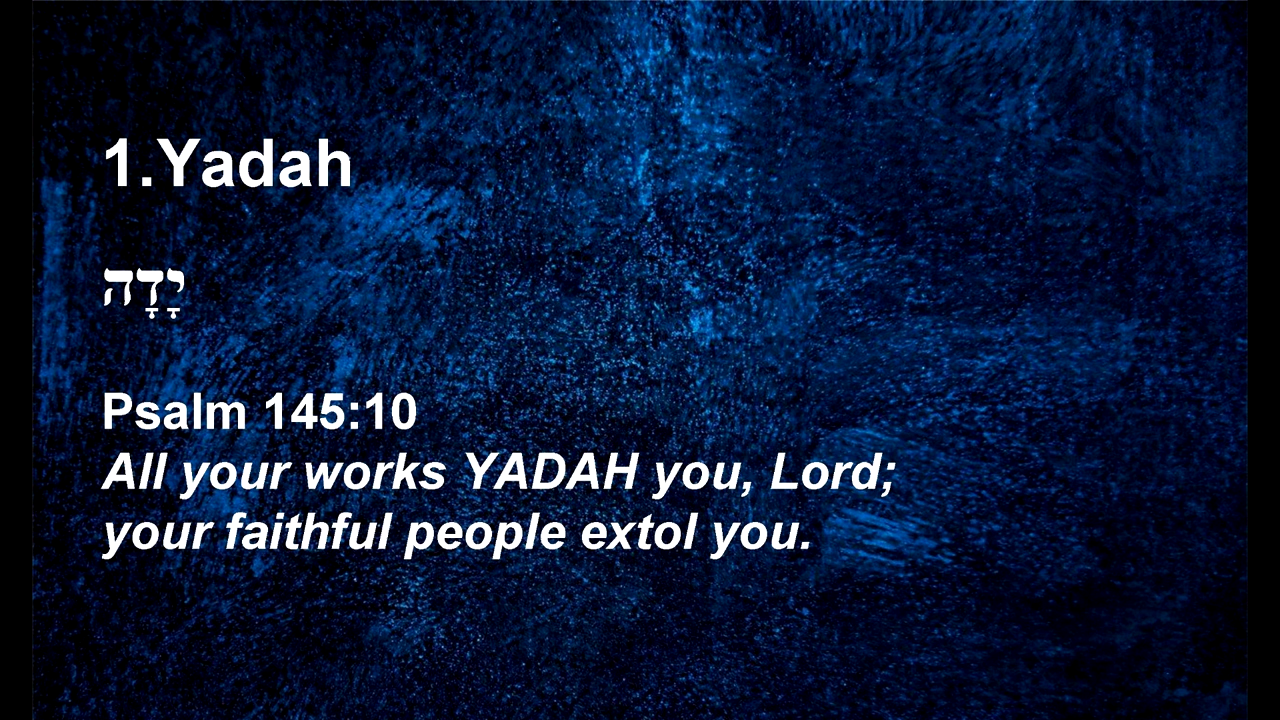 1.Yadah
יָדָה
Psalm 145:10
All your works YADAH you, Lord;
your faithful people extol you.